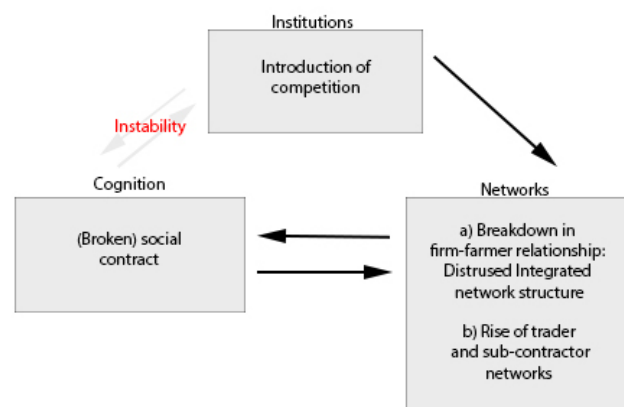 Institutions
Introduction of
competition
Instability
Cognition
(Broken) social
contract
Networks
a) Breakdown in
firm-farmer relationship:
Distrused Integrated
network structure
b) Rise of trader
and sub-contractor
networks